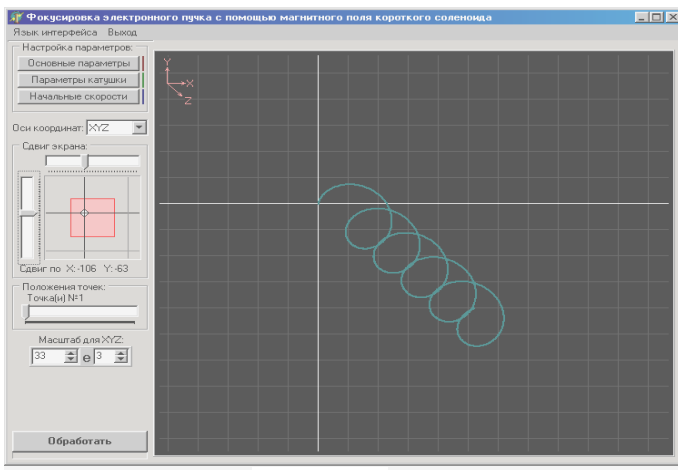 Фокусировка электронного пучка с помощью магнитного поля короткого соленоида
Язык интерфейса Выход
Настройка параметров:
Основные параметры
Параметры катушки
Начальные скорости
Оси координат: XYZ
Сдвиг экрана:
Сдвиг по X:-106 Y:-63
Положения точек:
Точка(и) №1
Масштаб для XYZ:
33 e 3
Обработать
Y
X
Z